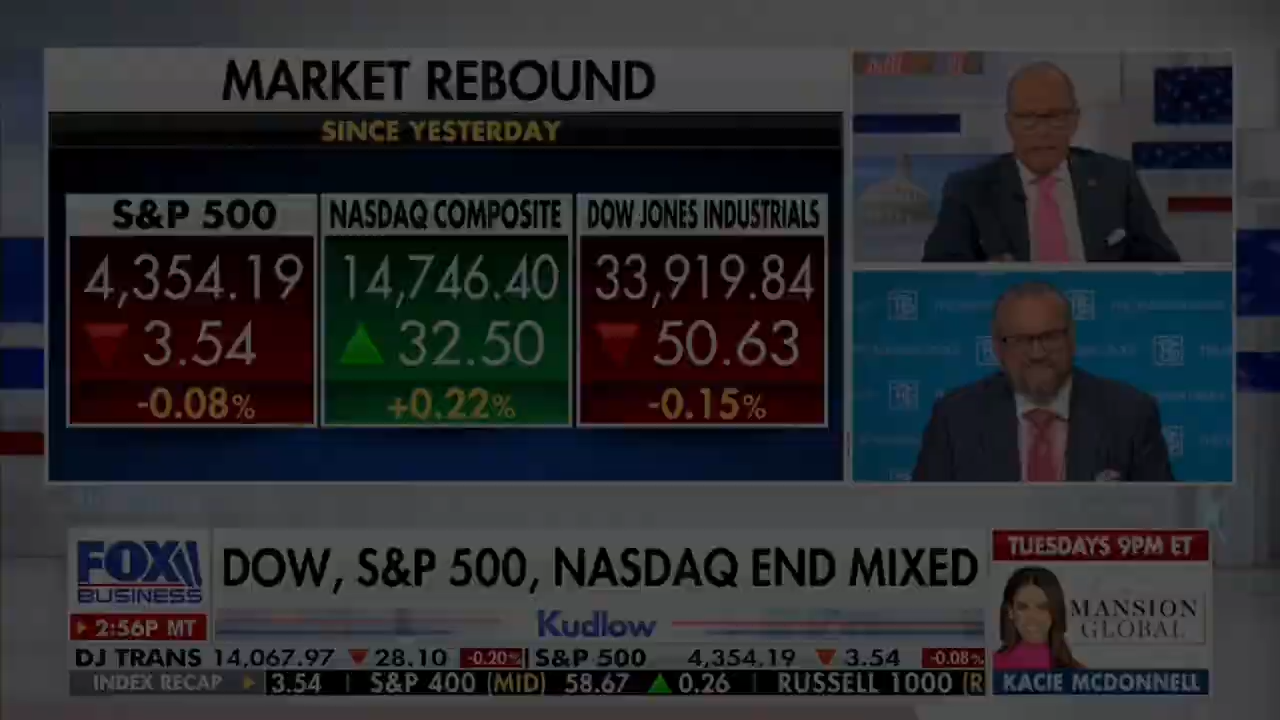 MARKET REBOUND
SINCE YESTERDAY
S&P 500
4,354.19
3.54
-0.08%
NASDAQ COMPOSITE
14,746.40
32.50
+0.22%
DOW JONES INDUSTRIALS
33,919.84
50.63
-0.15%
FOX
BUSINESS
2:56P MT
DOW, S&P 500, NASDAQ END MIXED
Kudlow
DJ TRANS 14,067.97 28.10 -0.20% S&P 500 4,354.19 3.54 -0.08%
INDEX RECAP 3.54 S&P 400 (MID) 58.67 0.26 RUSSELL 1000 (R
TUESDAYS 9PM ET
MANSION
GLOBAL
KACIE MCDONNELL